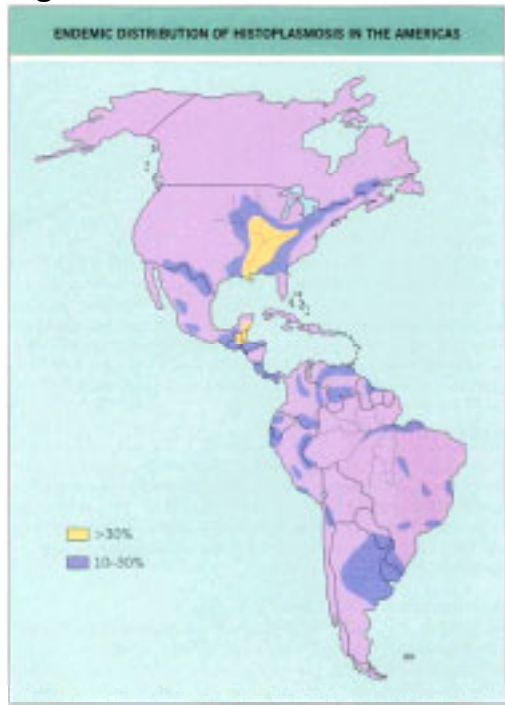 ENDEMIC DISTRIBUTION OF HISTOPLASMOSIS IN THE AMERICAS
>30%
10–30%